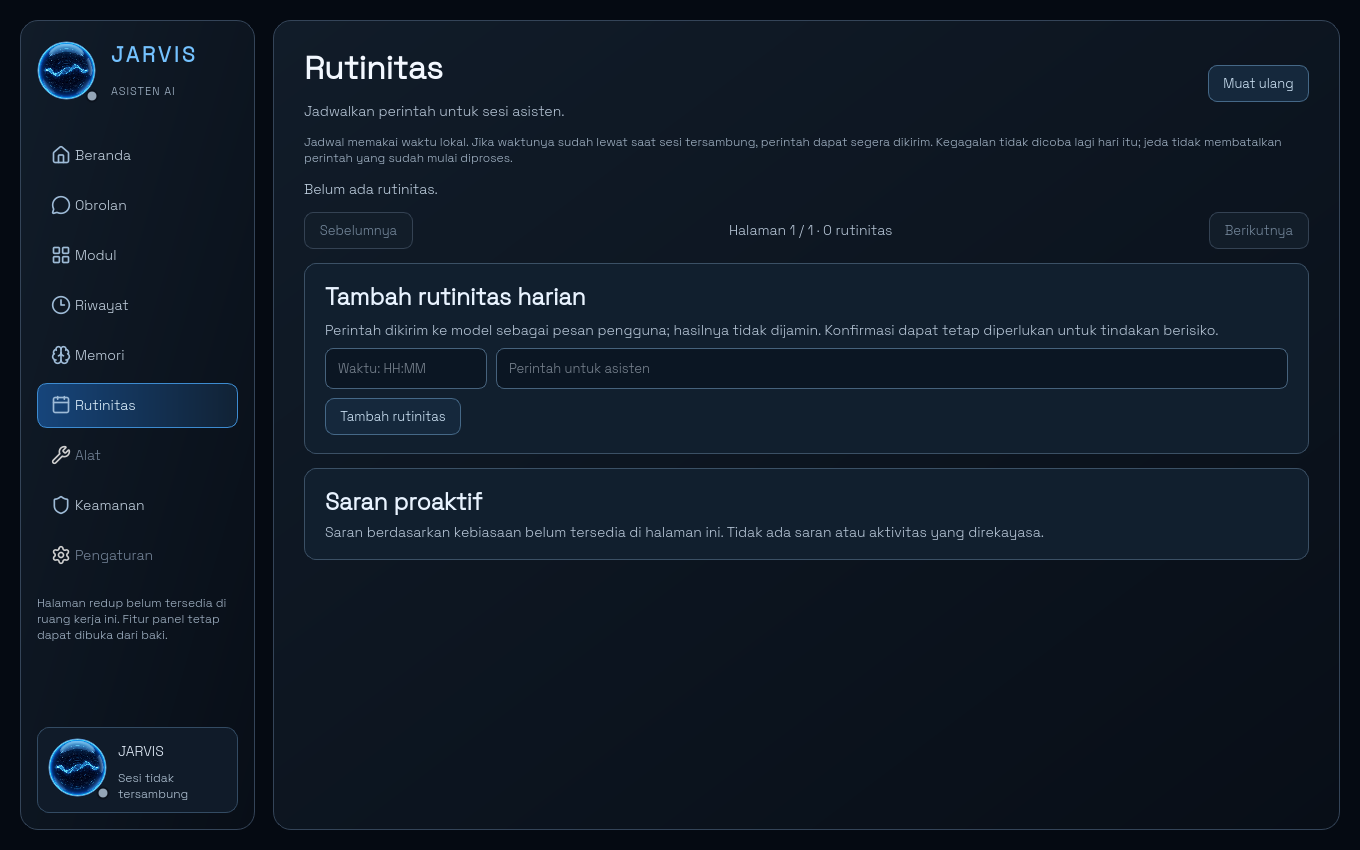 JARVIS
ASISTEN AI
Beranda
Obrolan
Modul
Riwayat
Memori
Rutinitas
Alat
Keamanan
Pengaturan
Halaman redup belum tersedia di
ruang kerja ini. Fitur panel tetap
dapat dibuka dari baki.
JARVIS
Sesi tidak
tersambung
Rutinitas
Muat ulang
Jadwalkan perintah untuk sesi asisten.
Jadwal memakai waktu lokal. Jika waktunya sudah lewat saat sesi tersambung, perintah dapat segera dikirim. Kegagalan tidak dicoba lagi hari itu; jeda tidak membatalkan
perintah yang sudah mulai diproses.
Belum ada rutinitas.
Sebelumnya
Halaman 1 / 1 · 0 rutinitas
Berikutnya
Tambah rutinitas harian
Perintah dikirim ke model sebagai pesan pengguna; hasilnya tidak dijamin. Konfirmasi dapat tetap diperlukan untuk tindakan berisiko.
Waktu: HH:MM
Perintah untuk asisten
Tambah rutinitas
Saran proaktif
Saran berdasarkan kebiasaan belum tersedia di halaman ini. Tidak ada saran atau aktivitas yang direkayasa.